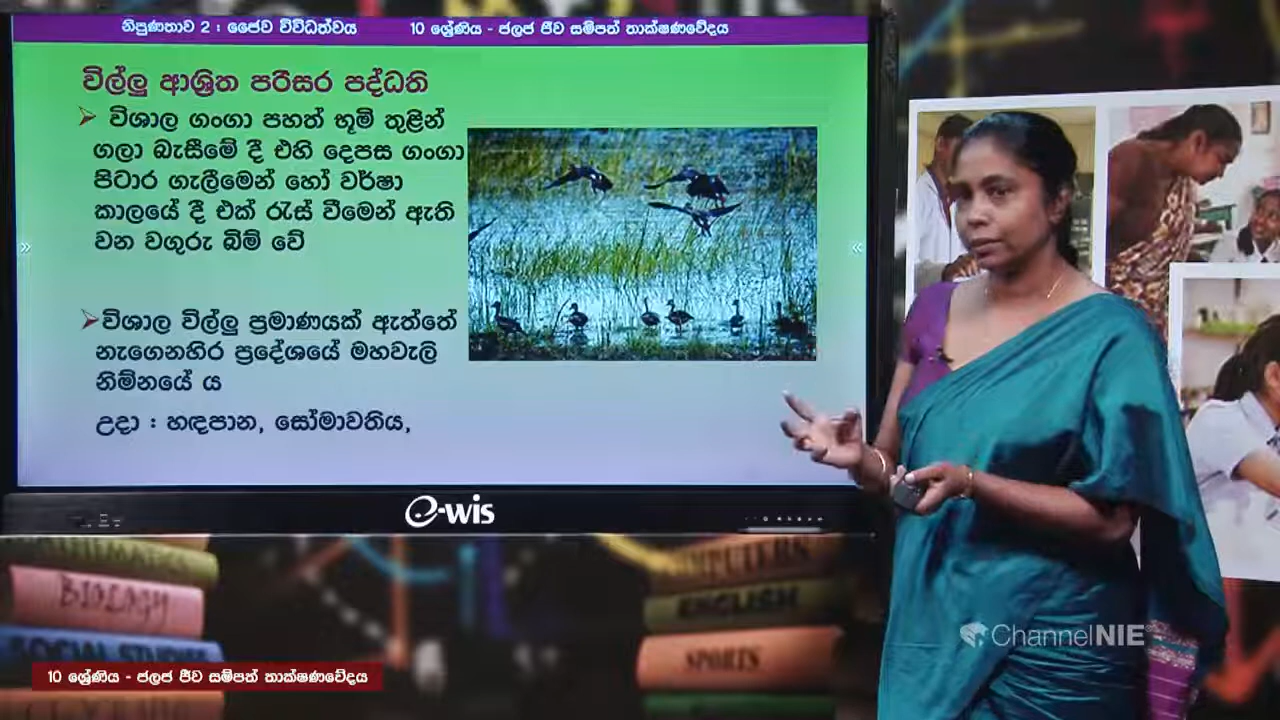 නිපුණතාව 2 : ජෛව විවිධත්වය 10 ශ්‍රේණිය - ජලජ ජීව සම්පත් තාක්ෂණවේදය
විල්ලු ආශ්‍රිත පරිසර පද්ධති
විශාල ගංගා පහත් භූමි තුළින්
ගලා බැසීමේ දී එහි දෙපස ගංගා
පිටාර ගැලීමෙන් හෝ වර්ෂා
කාලයේ දී එක් රැස් වීමෙන් ඇති
වන වගුරු බිම් වේ
විශාල විල්ලු ප්‍රමාණයක් ඇත්තේ
නැගෙනහිර ප්‍රදේශයේ මහවැලි
නිම්නයේ ය
උදා : හඳපාන, සෝමාවතිය,
e-wis
BIOLOGY
SOCIAL STUDIES
COMPUTERS
ENGLISH
SPORTS
ChannelNIE
10 ශ්‍රේණිය - ජලජ ජීව සම්පත් තාක්ෂණවේදය